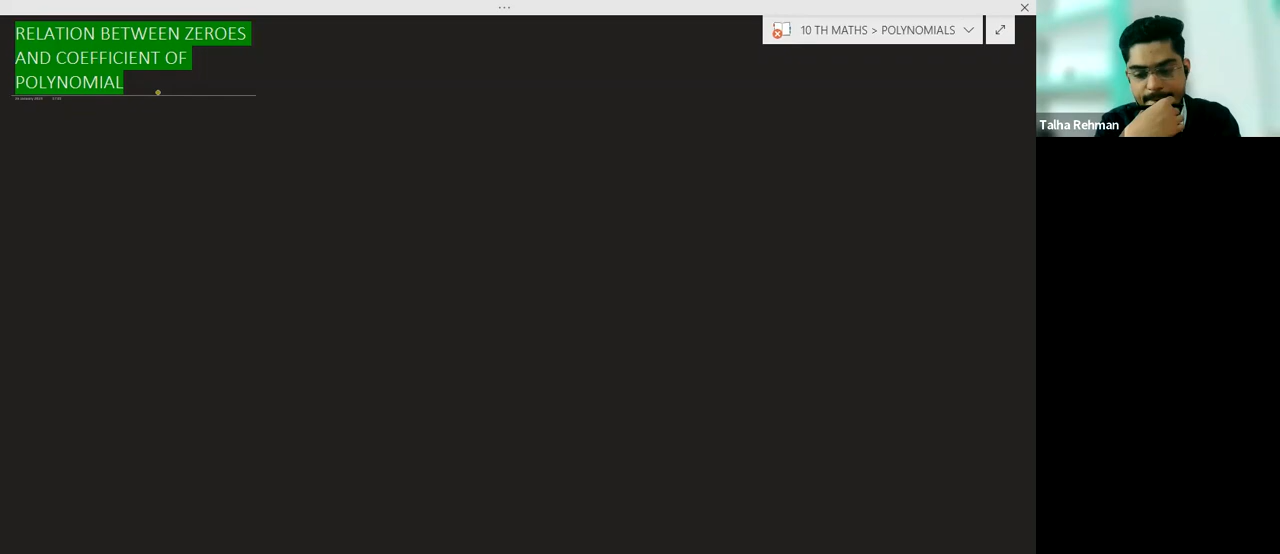 RELATION BETWEEN ZEROES
AND COEFFICIENT OF
POLYNOMIAL
10 TH MATHS > POLYNOMIALS
Talha Rehman